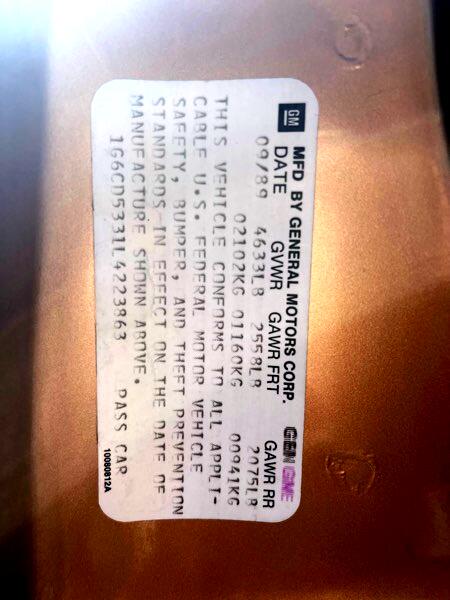 GM MFD BY GENERAL MOTORS CORP.
DATE GVWR GAWR FRT GAWR RR
09/89 4633LB 2558LB 2075LB
02102KG 01160KG 00941KG
THIS VEHICLE CONFORMS TO ALL APPLI-
CABLE U.S. FEDERAL MOTOR VEHICLE
SAFETY, BUMPER, AND THEFT PREVENTION
STANDARDS IN EFFECT ON THE DATE OF
MANUFACTURE SHOWN ABOVE.
1G6CD5331L4223863 PASS CAR
10080812A